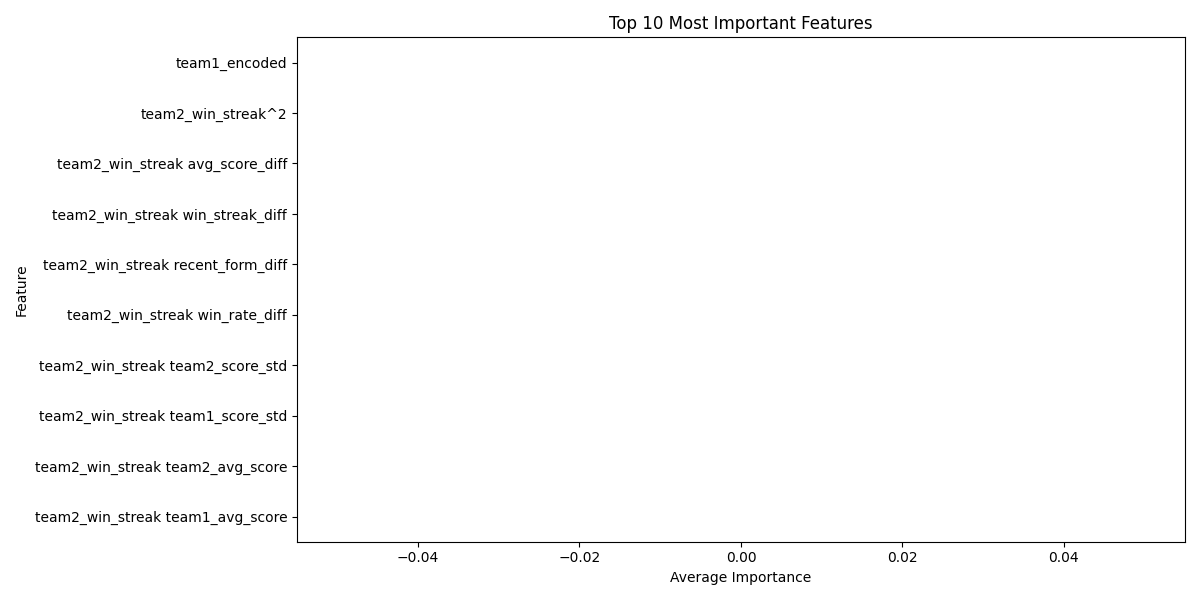 Top 10 Most Important Features
team1_encoded
team2_win_streak^2
team2_win_streak avg_score_diff
team2_win_streak win_streak_diff
team2_win_streak recent_form_diff
team2_win_streak win_rate_diff
team2_win_streak team2_score_std
team2_win_streak team1_score_std
team2_win_streak team2_avg_score
team2_win_streak team1_avg_score
Feature
−0.04 −0.02 0.00 0.02 0.04
Average Importance